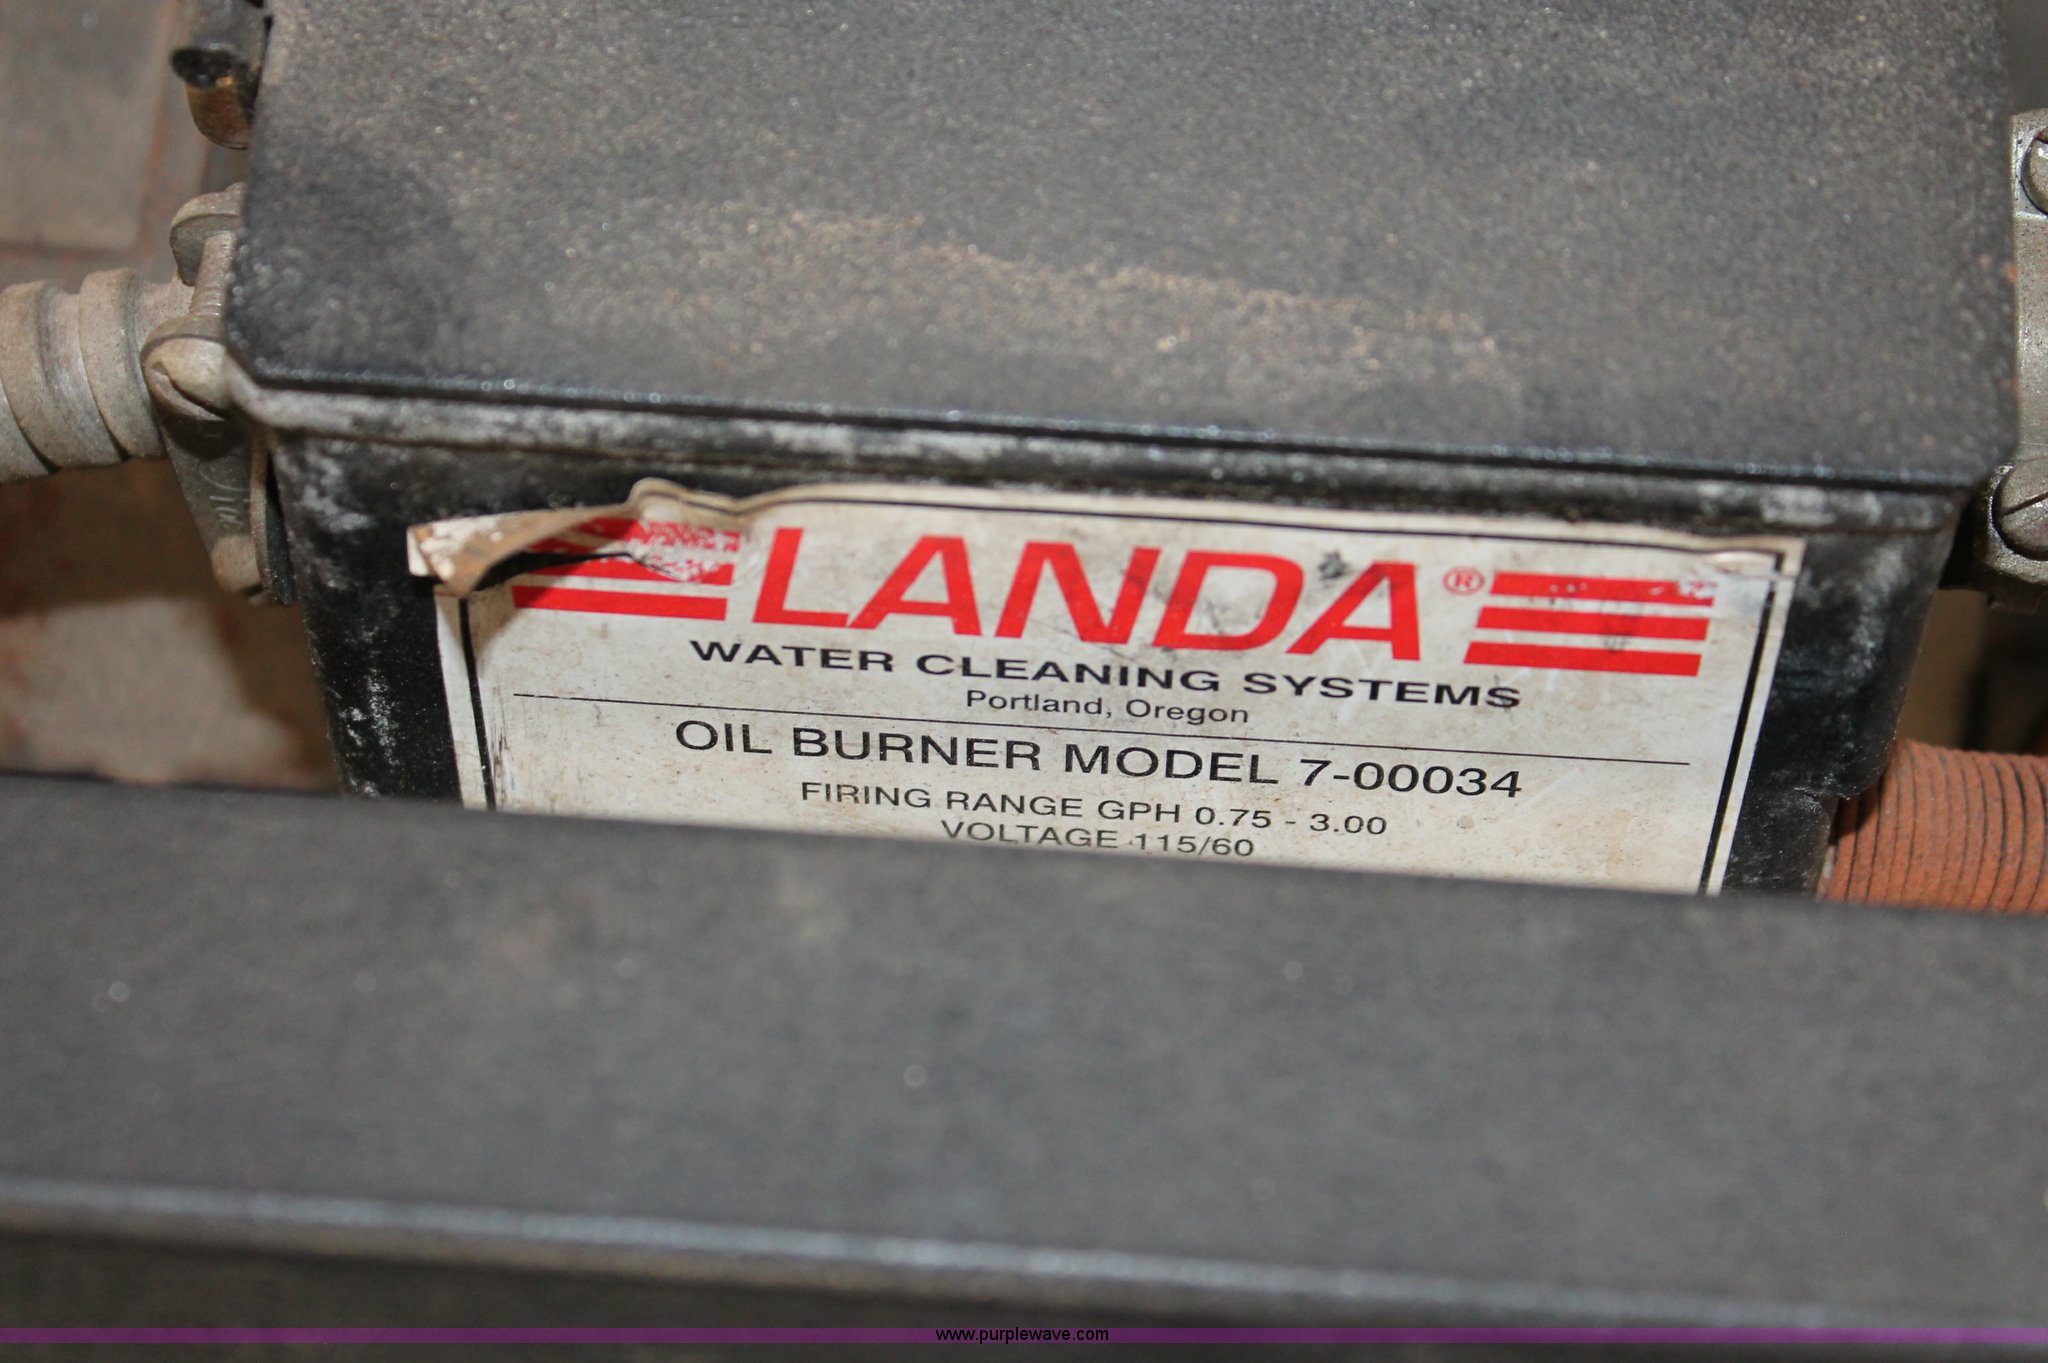 LANDA®
WATER CLEANING SYSTEMS
Portland, Oregon
OIL BURNER MODEL 7-00034
FIRING RANGE GPH 0.75 - 3.00
VOLTAGE 115/60
www.purplewave.com